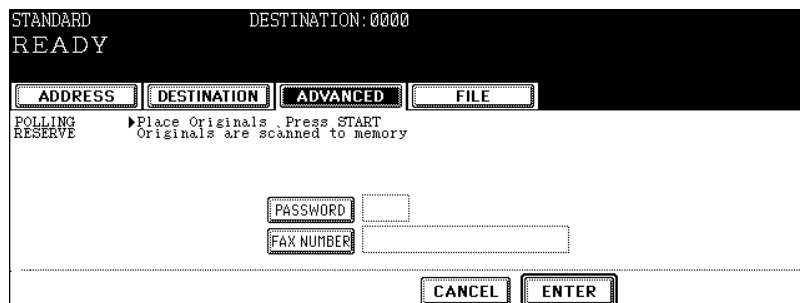 STANDARD DESTINATION:0000
READY
ADDRESS DESTINATION ADVANCED FILE
POLLING ▶Place Originals 、Press START
RESERVE Originals are scanned to memory
PASSWORD
FAX NUMBER
CANCEL ENTER